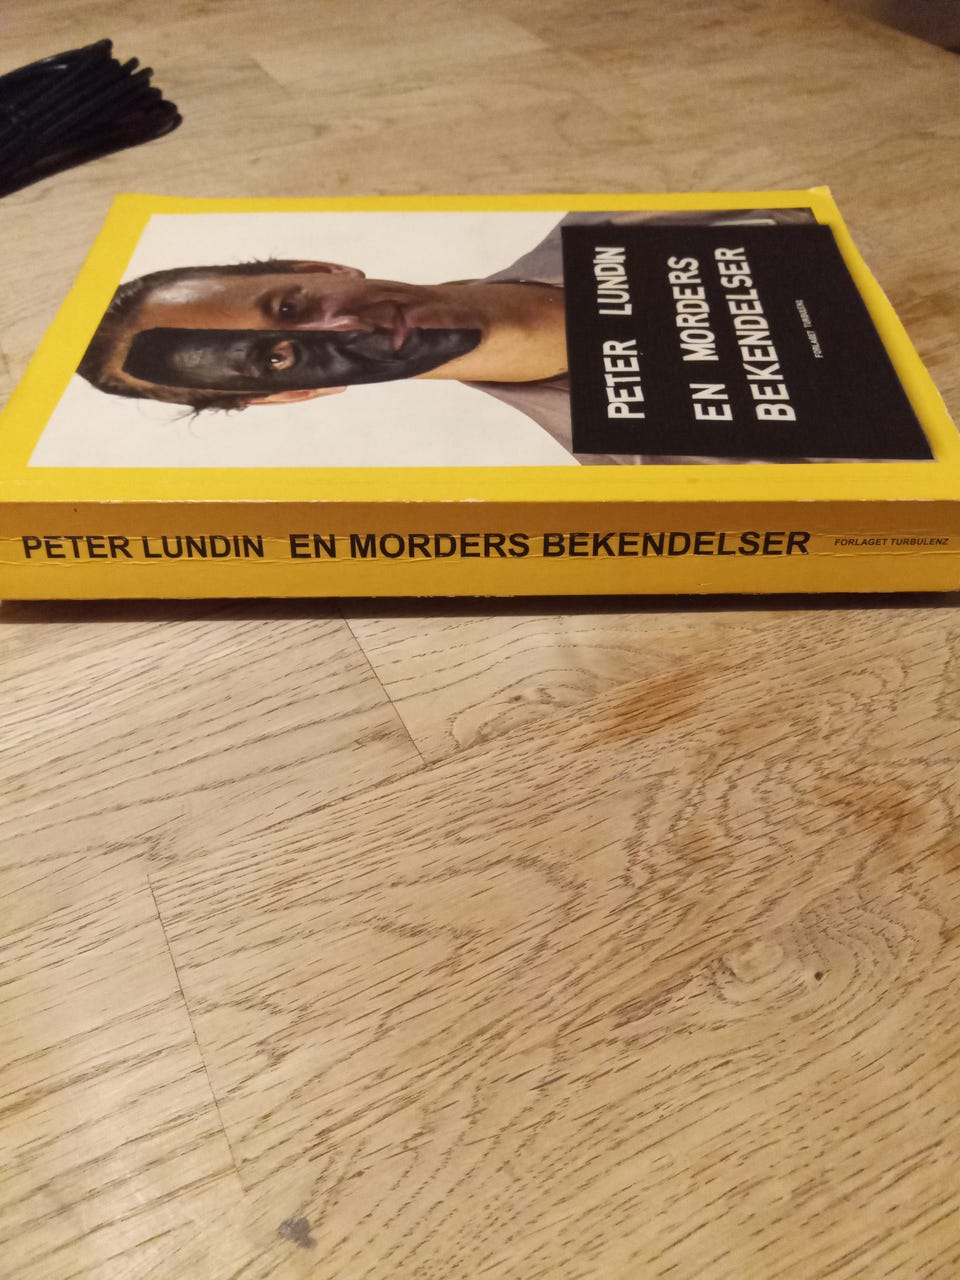 PETER LUNDIN
EN MORDERS
BEKENDELSER
FORLAGET TURBULENZ
PETER LUNDIN EN MORDERS BEKENDELSER FORLAGET TURBULENZ